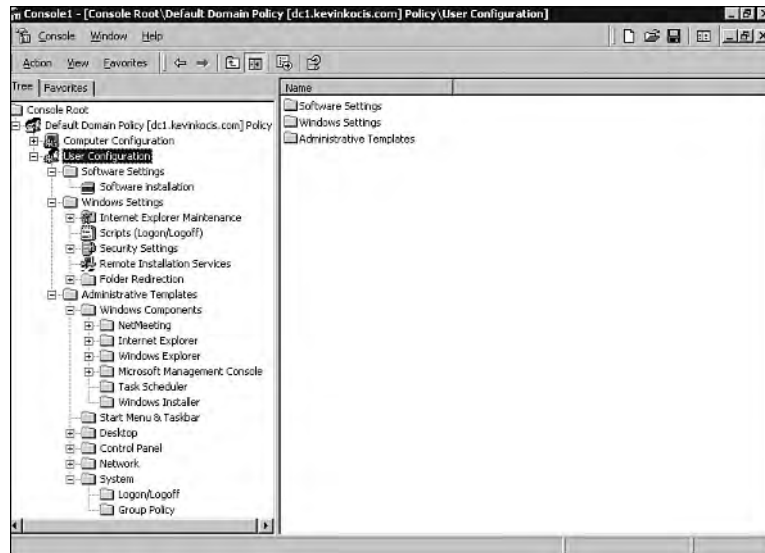 Console1 - [Console Root\Default Domain Policy [dc1.kevinkocis.com] Policy\User Configuration]
Console Window Help
Action View Favorites
Tree Favorites
Name
Console Root
Default Domain Policy [dc1.kevinkocis.com] Policy
Computer Configuration
User Configuration
Software Settings
Software installation
Windows Settings
Internet Explorer Maintenance
Scripts (Logon/Logoff)
Security Settings
Remote Installation Services
Folder Redirection
Administrative Templates
Windows Components
NetMeeting
Internet Explorer
Windows Explorer
Microsoft Management Console
Task Scheduler
Windows Installer
Start Menu & Taskbar
Desktop
Control Panel
Network
System
Logon/Logoff
Group Policy
Software Settings
Windows Settings
Administrative Templates